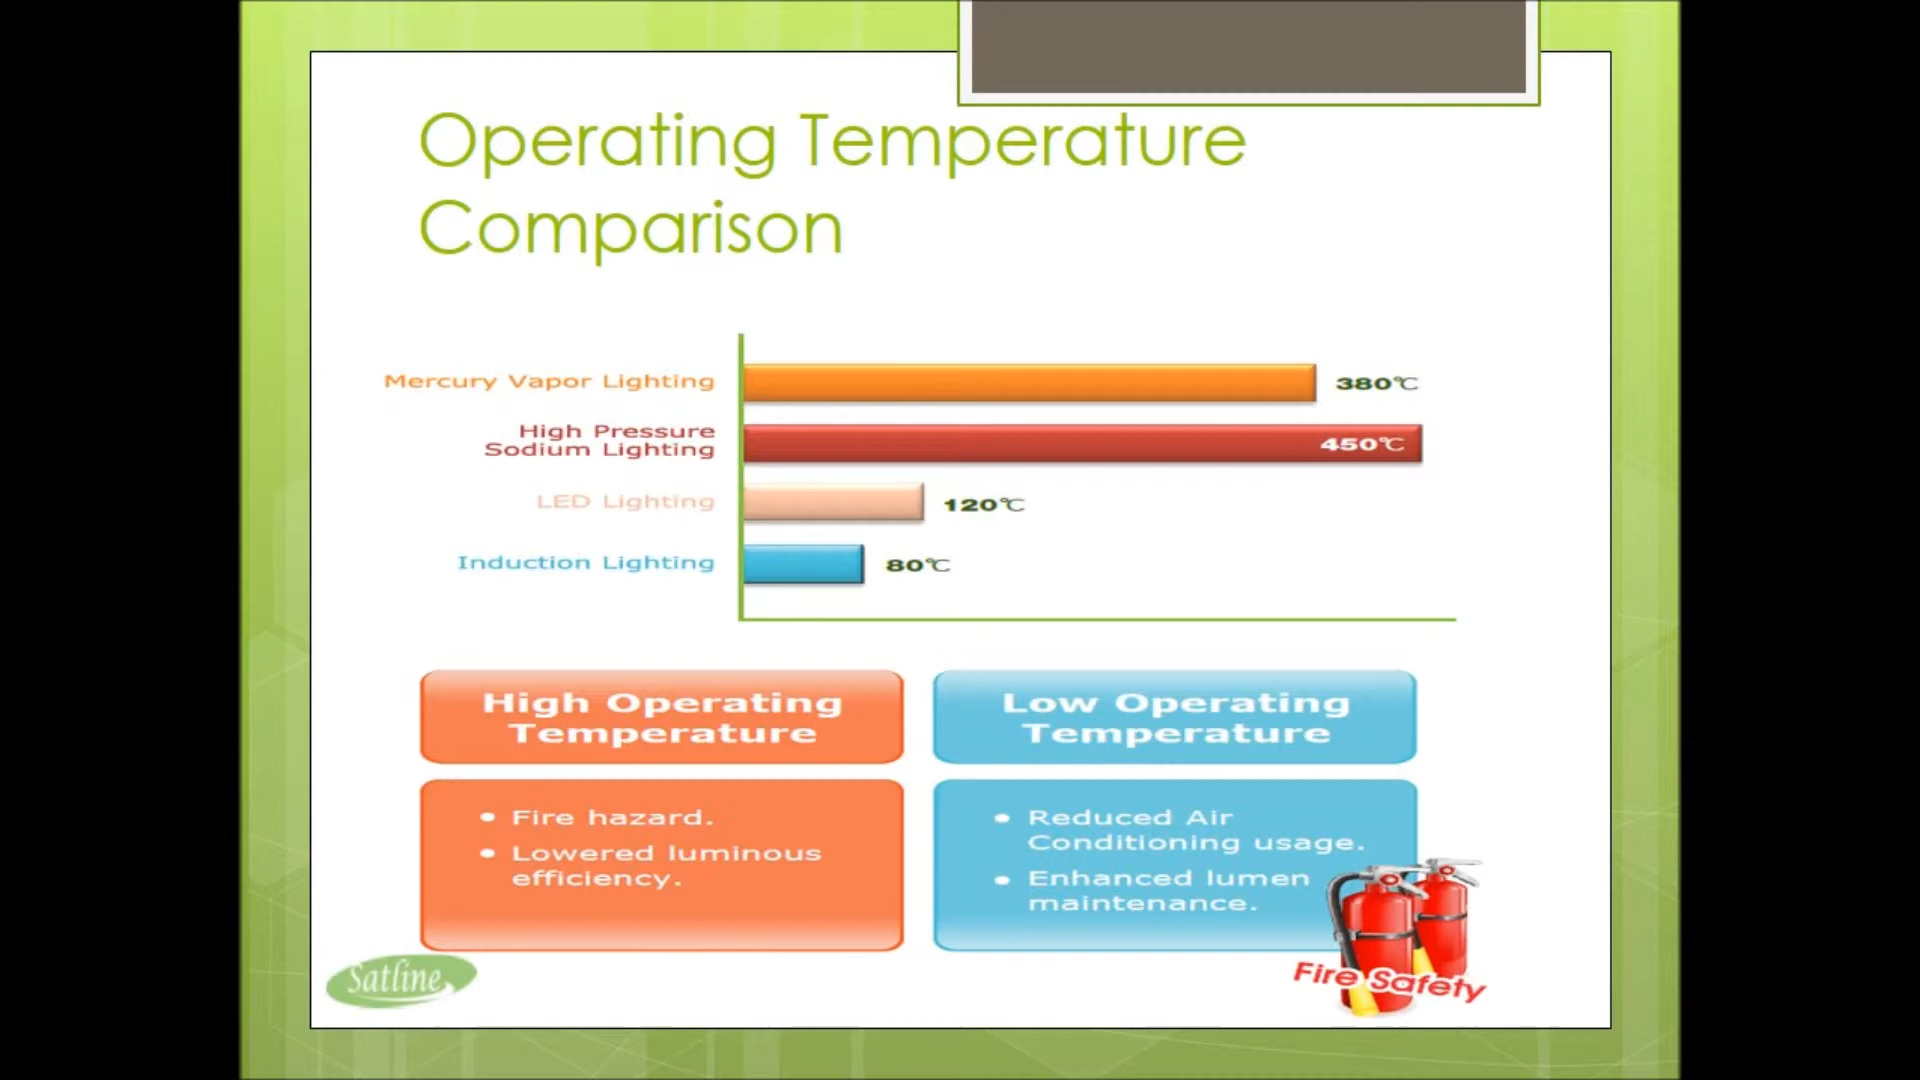 Operating Temperature
Comparison
Mercury Vapor Lighting
380℃
High Pressure
Sodium Lighting
450℃
LED Lighting
120℃
Induction Lighting
80℃
High Operating
Temperature
• Fire hazard.
• Lowered luminous
efficiency.
Low Operating
Temperature
• Reduced Air
Conditioning usage.
• Enhanced lumen
maintenance.
Satline
Fire Safety